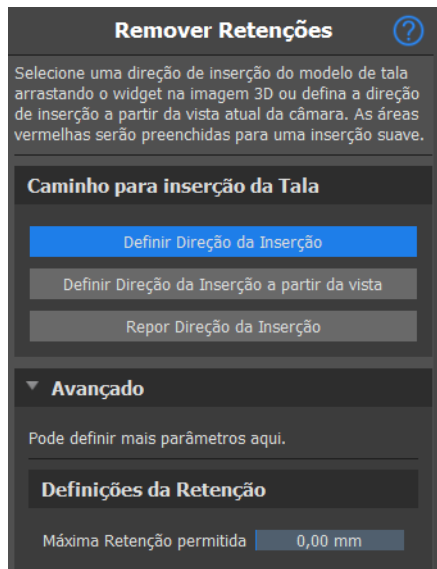 Remover Retenções
?
Selecione uma direção de inserção do modelo de tala
arrastando o widget na imagem 3D ou defina a direção
de inserção a partir da vista atual da câmara. As áreas
vermelhas serão preenchidas para uma inserção suave.
Caminho para inserção da Tala
Definir Direção da Inserção
Definir Direção da Inserção a partir da vista
Repor Direção da Inserção
Avançado
Pode definir mais parâmetros aqui.
Definições da Retenção
Máxima Retenção permitida 0,00 mm